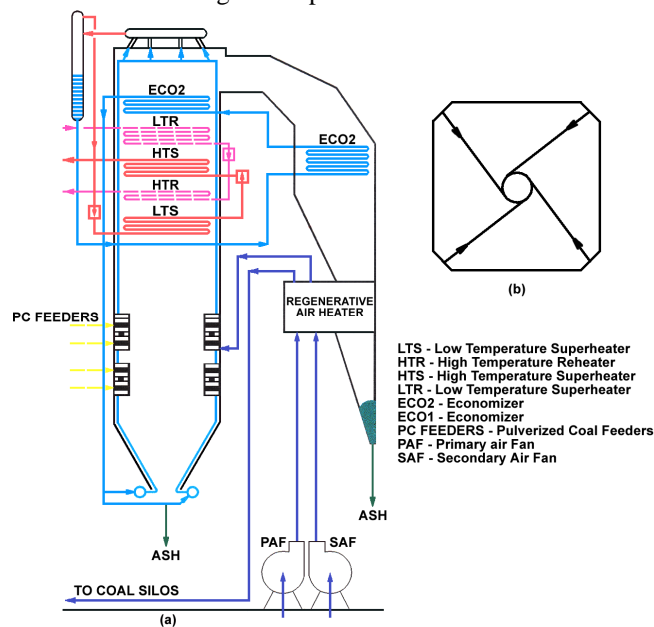 ECO2
LTR
HTS
HTR
LTS
ECO2
REGENERATIVE
AIR HEATER
PC FEEDERS
(b)
LTS - Low Temperature Superheater
HTR - High Temperature Reheater
HTS - High Temperature Superheater
LTR - Low Temperature Superheater
ECO2 - Economizer
ECO1 - Economizer
PC FEEDERS - Pulverized Coal Feeders
PAF - Primary air Fan
SAF - Secondary Air Fan
ASH
ASH
PAF
SAF
TO COAL SILOS
(a)